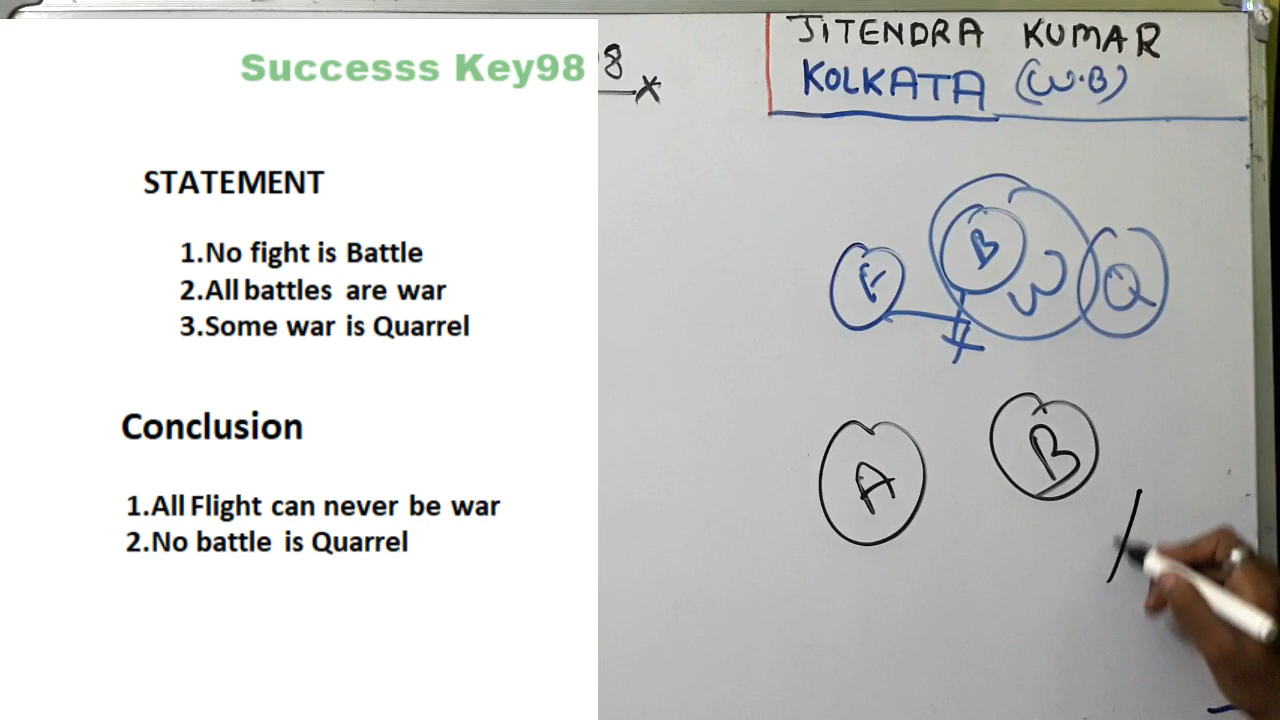 Successs Key98
STATEMENT
1.No fight is Battle
2.All battles are war
3.Some war is Quarrel
Conclusion
1.All Flight can never be war
2.No battle is Quarrel
98
JITENDRA KUMAR
KOLKATA (W.B)
F B W Q
A B